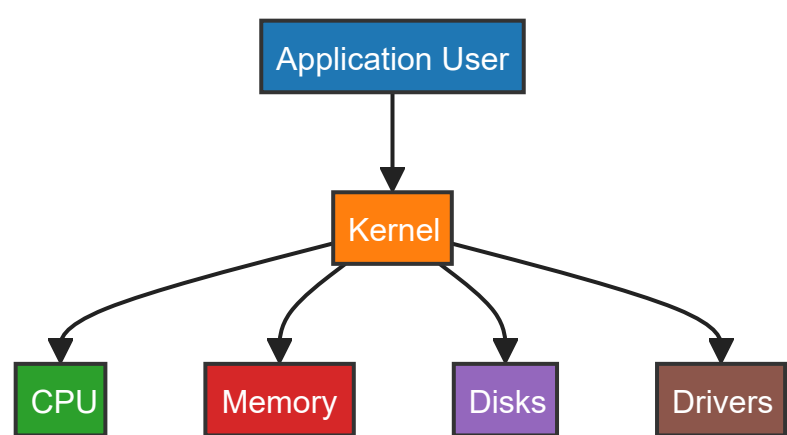 Application User
Kernel
CPU
Memory
Disks
Drivers